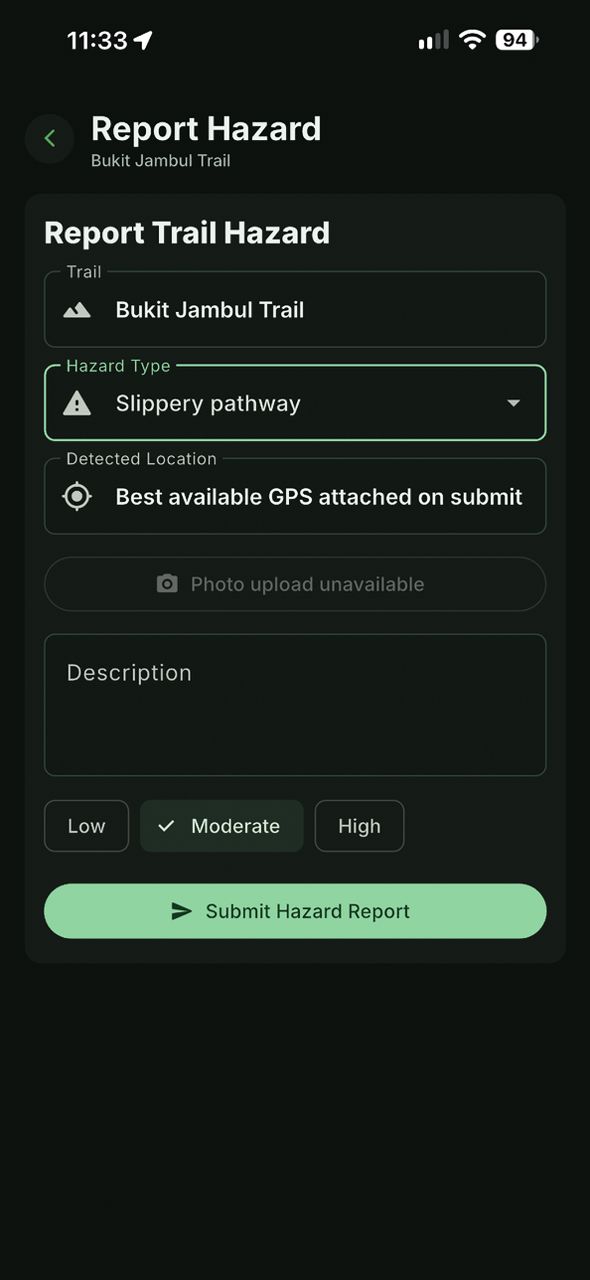 11:33
94
Report Hazard
Bukit Jambul Trail
Report Trail Hazard
Trail
Bukit Jambul Trail
Hazard Type
Slippery pathway
Detected Location
Best available GPS attached on submit
Photo upload unavailable
Description
Low
Moderate
High
Submit Hazard Report